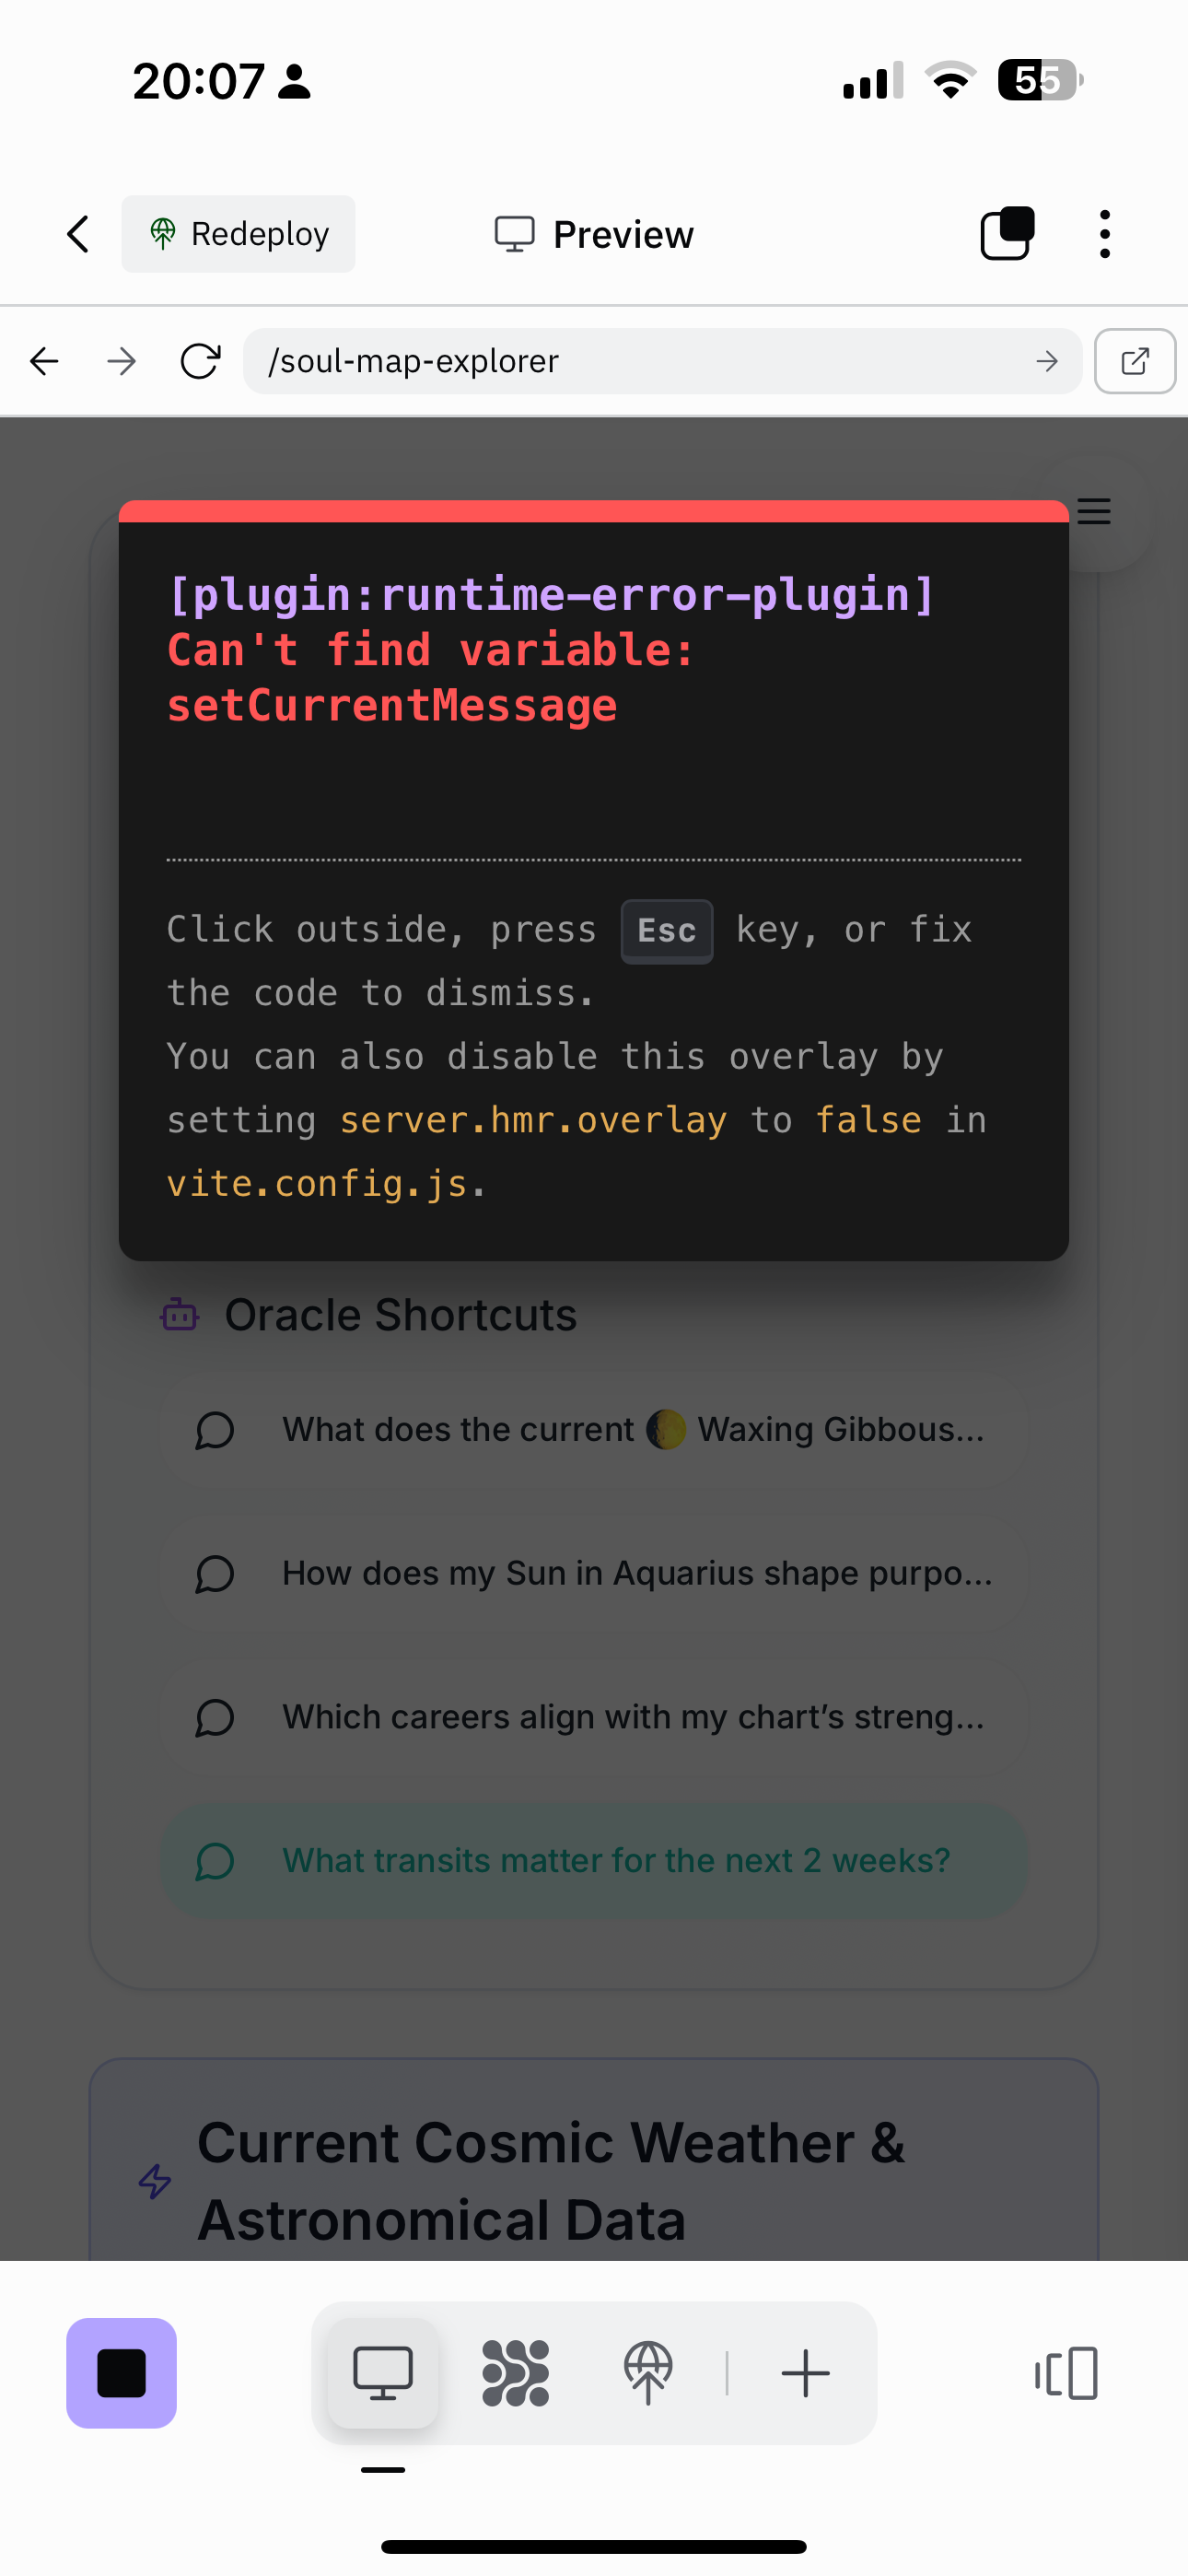 20:07
55
Redeploy
Preview
/soul-map-explorer
[plugin:runtime-error-plugin]
Can't find variable:
setCurrentMessage
Click outside, press Esc key, or fix
the code to dismiss.
You can also disable this overlay by
setting server.hmr.overlay to false in
vite.config.js.
Oracle Shortcuts
What does the current 🌔 Waxing Gibbous...
How does my Sun in Aquarius shape purpo...
Which careers align with my chart’s streng...
What transits matter for the next 2 weeks?
Current Cosmic Weather &
Astronomical Data